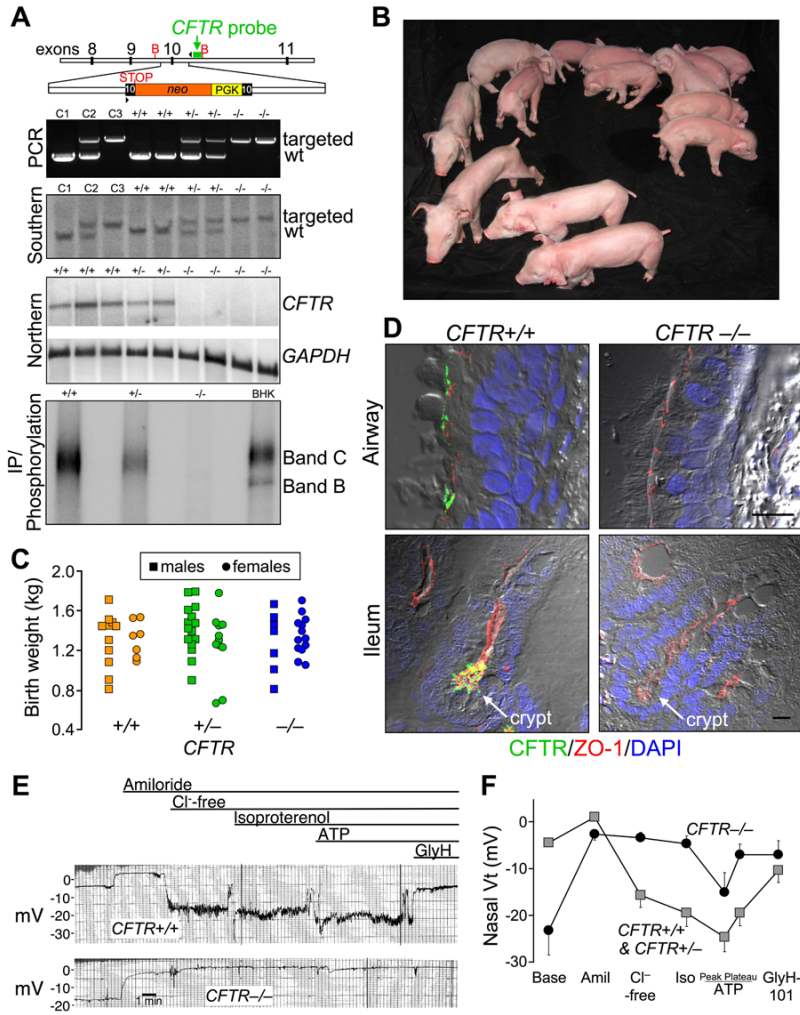 A
CFTR probe
exons 8 9 B 10 B 11
STOP
10 neo PGK 10
C1 C2 C3 +/+ +/+ +/- +/- -/- -/-
PCR
targeted
wt
C1 C2 C3 +/+ +/+ +/- +/- -/- -/-
Southern
targeted
wt
+/+ +/+ +/+ +/- +/- -/- -/- -/- -/-
Northern
CFTR
GAPDH
+/+ +/- -/- BHK
IP/
Phosphorylation
Band C
Band B
B
C
males females
Birth weight (kg)
2.0
1.6
1.2
0.8
0.4
+/+ +/– –/–
CFTR
D
CFTR+/+ CFTR –/–
Airway
Ileum
crypt crypt
CFTR/ZO-1/DAPI
E
Amiloride
Cl--free
Isoproterenol
ATP
GlyH
mV
0
-10
-20
-30
CFTR+/+
mV
0
-10
-20
1 min
CFTR–/–
F
Nasal Vt (mV)
0
-10
-20
-30
CFTR–/–
CFTR+/+
& CFTR+/–
Base Amil Cl– Iso Peak Plateau GlyH-
-free ATP 101